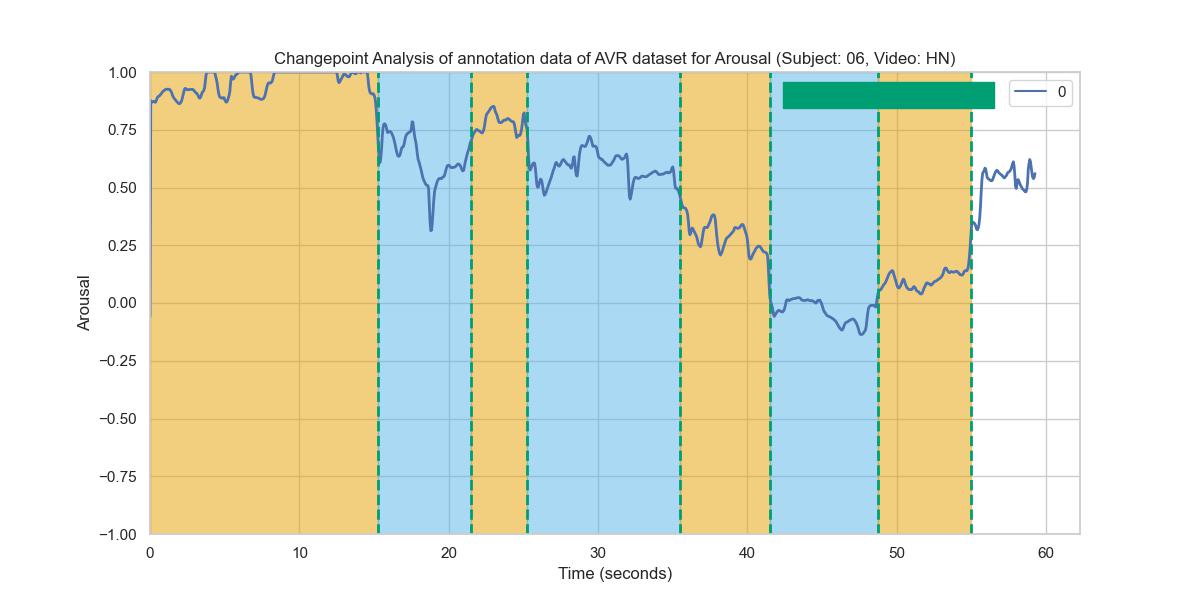 Changepoint Analysis of annotation data of AVR dataset for Arousal (Subject: 06, Video: HN)
1.00
0.75
0.50
0.25
0.00
−0.25
−0.50
−0.75
−1.00
Arousal
0
0 10 20 30 40 50 60
Time (seconds)